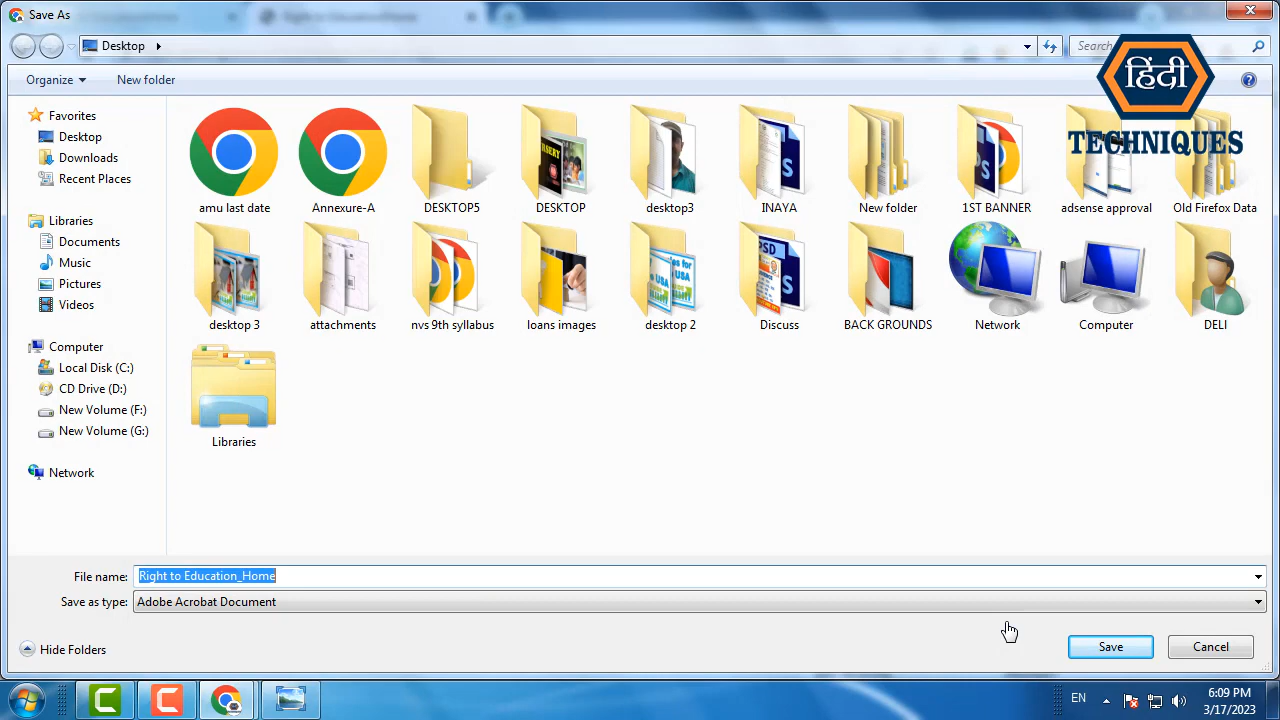 Save As
Right to Education_Home
Desktop
Search
Organize
New folder
हिंदी
TECHNIQUES
Favorites
Desktop
Downloads
Recent Places
Libraries
Documents
Music
Pictures
Videos
Computer
Local Disk (C:)
CD Drive (D:)
New Volume (F:)
New Volume (G:)
Network
amu last date
Annexure-A
DESKTOP5
DESKTOP
desktop3
INAYA
New folder
1ST BANNER
adsense approval
Old Firefox Data
desktop 3
attachments
nvs 9th syllabus
loans images
desktop 2
Discuss
BACK GROUNDS
Network
Computer
DELI
Libraries
File name: Right to Education_Home
Save as type: Adobe Acrobat Document
Hide Folders
Save
Cancel
EN
6:09 PM
3/17/2023